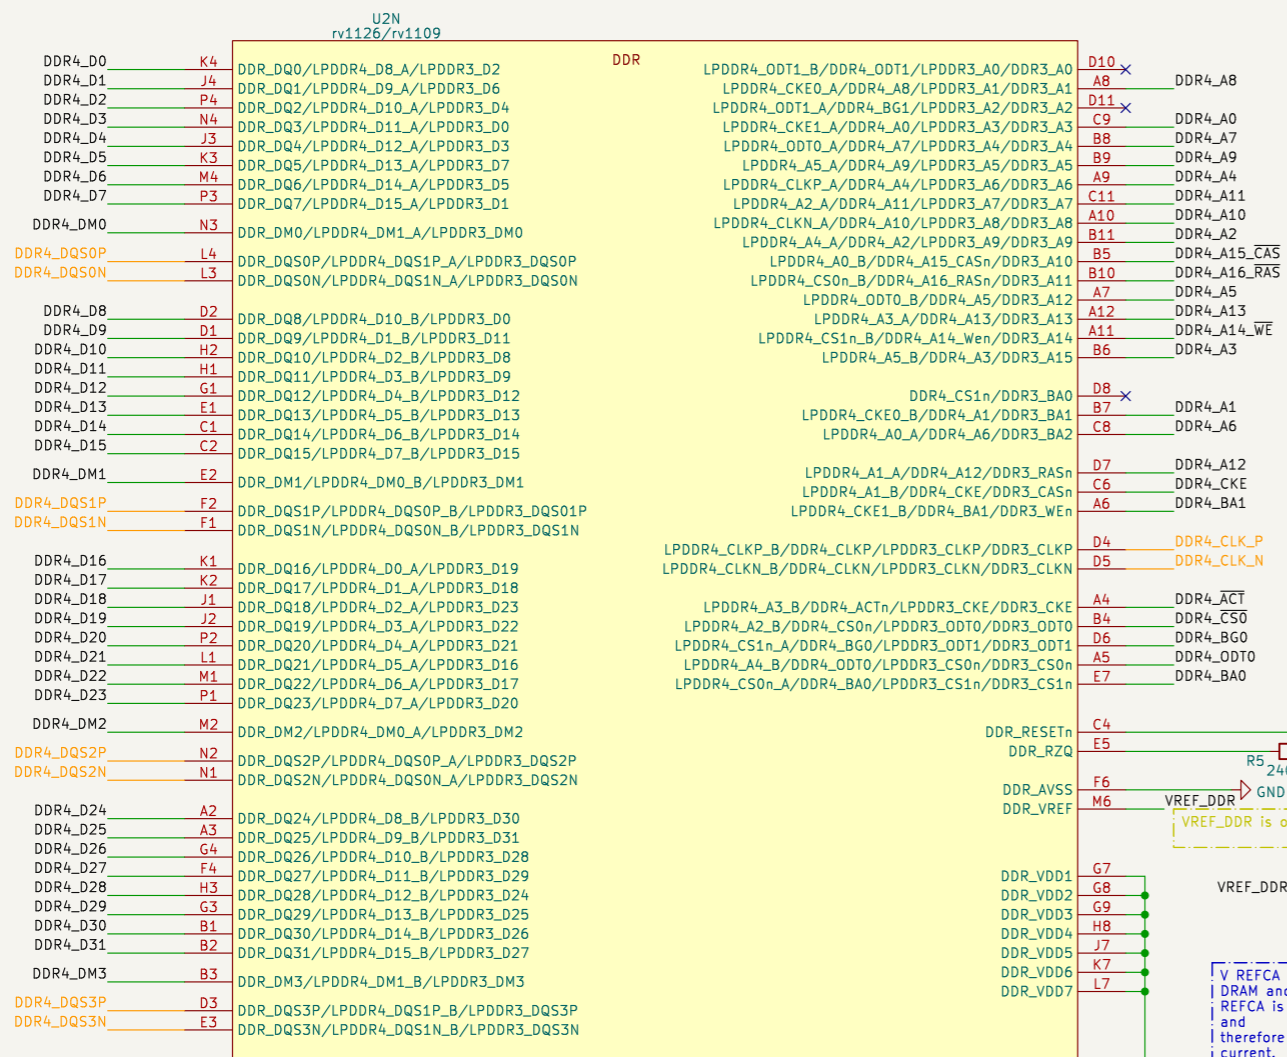 U2N
rv1126/rv1109
DDR
DDR4_D0 K4 DDR_DQ0/LPDDR4_D8_A/LPDDR3_D2
DDR4_D1 J4 DDR_DQ1/LPDDR4_D9_A/LPDDR3_D6
DDR4_D2 P4 DDR_DQ2/LPDDR4_D10_A/LPDDR3_D4
DDR4_D3 N4 DDR_DQ3/LPDDR4_D11_A/LPDDR3_D0
DDR4_D4 J3 DDR_DQ4/LPDDR4_D12_A/LPDDR3_D3
DDR4_D5 K3 DDR_DQ5/LPDDR4_D13_A/LPDDR3_D7
DDR4_D6 M4 DDR_DQ6/LPDDR4_D14_A/LPDDR3_D5
DDR4_D7 P3 DDR_DQ7/LPDDR4_D15_A/LPDDR3_D1
DDR4_DM0 N3 DDR_DM0/LPDDR4_DM1_A/LPDDR3_DM0
DDR4_DQS0P L4 DDR_DQS0P/LPDDR4_DQS1P_A/LPDDR3_DQS0P
DDR4_DQS0N L3 DDR_DQS0N/LPDDR4_DQS1N_A/LPDDR3_DQS0N
DDR4_D8 D2 DDR_DQ8/LPDDR4_D10_B/LPDDR3_D0
DDR4_D9 D1 DDR_DQ9/LPDDR4_D1_B/LPDDR3_D11
DDR4_D10 H2 DDR_DQ10/LPDDR4_D2_B/LPDDR3_D8
DDR4_D11 H1 DDR_DQ11/LPDDR4_D3_B/LPDDR3_D9
DDR4_D12 G1 DDR_DQ12/LPDDR4_D4_B/LPDDR3_D12
DDR4_D13 E1 DDR_DQ13/LPDDR4_D5_B/LPDDR3_D13
DDR4_D14 C1 DDR_DQ14/LPDDR4_D6_B/LPDDR3_D14
DDR4_D15 C2 DDR_DQ15/LPDDR4_D7_B/LPDDR3_D15
DDR4_DM1 E2 DDR_DM1/LPDDR4_DM0_B/LPDDR3_DM1
DDR4_DQS1P F2 DDR_DQS1P/LPDDR4_DQS0P_B/LPDDR3_DQS01P
DDR4_DQS1N F1 DDR_DQS1N/LPDDR4_DQS0N_B/LPDDR3_DQS1N
DDR4_D16 K1 DDR_DQ16/LPDDR4_D0_A/LPDDR3_D19
DDR4_D17 K2 DDR_DQ17/LPDDR4_D1_A/LPDDR3_D18
DDR4_D18 J1 DDR_DQ18/LPDDR4_D2_A/LPDDR3_D23
DDR4_D19 J2 DDR_DQ19/LPDDR4_D3_A/LPDDR3_D22
DDR4_D20 P2 DDR_DQ20/LPDDR4_D4_A/LPDDR3_D21
DDR4_D21 L1 DDR_DQ21/LPDDR4_D5_A/LPDDR3_D16
DDR4_D22 M1 DDR_DQ22/LPDDR4_D6_A/LPDDR3_D17
DDR4_D23 P1 DDR_DQ23/LPDDR4_D7_A/LPDDR3_D20
DDR4_DM2 M2 DDR_DM2/LPDDR4_DM0_A/LPDDR3_DM2
DDR4_DQS2P N2 DDR_DQS2P/LPDDR4_DQS0P_A/LPDDR3_DQS2P
DDR4_DQS2N N1 DDR_DQS2N/LPDDR4_DQS0N_A/LPDDR3_DQS2N
DDR4_D24 A2 DDR_DQ24/LPDDR4_D8_B/LPDDR3_D30
DDR4_D25 A3 DDR_DQ25/LPDDR4_D9_B/LPDDR3_D31
DDR4_D26 G4 DDR_DQ26/LPDDR4_D10_B/LPDDR3_D28
DDR4_D27 F4 DDR_DQ27/LPDDR4_D11_B/LPDDR3_D29
DDR4_D28 H3 DDR_DQ28/LPDDR4_D12_B/LPDDR3_D24
DDR4_D29 G3 DDR_DQ29/LPDDR4_D13_B/LPDDR3_D25
DDR4_D30 B1 DDR_DQ30/LPDDR4_D14_B/LPDDR3_D26
DDR4_D31 B2 DDR_DQ31/LPDDR4_D15_B/LPDDR3_D27
DDR4_DM3 B3 DDR_DM3/LPDDR4_DM1_B/LPDDR3_DM3
DDR4_DQS3P D3 DDR_DQS3P/LPDDR4_DQS1P_B/LPDDR3_DQS3P
DDR4_DQS3N E3 DDR_DQS3N/LPDDR4_DQS1N_B/LPDDR3_DQS3N
LPDDR4_ODT1_B/DDR4_ODT1/LPDDR3_A0/DDR3_A0 D10
LPDDR4_CKE0_A/DDR4_A8/LPDDR3_A1/DDR3_A1 A8 DDR4_A8
LPDDR4_ODT1_A/DDR4_BG1/LPDDR3_A2/DDR3_A2 D11
LPDDR4_CKE1_A/DDR4_A0/LPDDR3_A3/DDR3_A3 C9 DDR4_A0
LPDDR4_ODT0_A/DDR4_A7/LPDDR3_A4/DDR3_A4 B8 DDR4_A7
LPDDR4_A5_A/DDR4_A9/LPDDR3_A5/DDR3_A5 B9 DDR4_A9
LPDDR4_CLKP_A/DDR4_A4/LPDDR3_A6/DDR3_A6 A9 DDR4_A4
LPDDR4_A2_A/DDR4_A11/LPDDR3_A7/DDR3_A7 C11 DDR4_A11
LPDDR4_CLKN_A/DDR4_A10/LPDDR3_A8/DDR3_A8 A10 DDR4_A10
LPDDR4_A4_A/DDR4_A2/LPDDR3_A9/DDR3_A9 B11 DDR4_A2
LPDDR4_A0_B/DDR4_A15_CASn/DDR3_A10 B5 DDR4_A15_CAS
LPDDR4_CS0n_B/DDR4_A16_RASn/DDR3_A11 B10 DDR4_A16_RAS
LPDDR4_ODT0_B/DDR4_A5/DDR3_A12 A7 DDR4_A5
LPDDR4_A3_A/DDR4_A13/DDR3_A13 A12 DDR4_A13
LPDDR4_CS1n_B/DDR4_A14_Wen/DDR3_A14 A11 DDR4_A14_WE
LPDDR4_A5_B/DDR4_A3/DDR3_A15 B6 DDR4_A3
DDR4_CS1n/DDR3_BA0 D8
LPDDR4_CKE0_B/DDR4_A1/DDR3_BA1 B7 DDR4_A1
LPDDR4_A0_A/DDR4_A6/DDR3_BA2 C8 DDR4_A6
LPDDR4_A1_A/DDR4_A12/DDR3_RASn D7 DDR4_A12
LPDDR4_A1_B/DDR4_CKE/DDR3_CASn C6 DDR4_CKE
LPDDR4_CKE1_B/DDR4_BA1/DDR3_WEn A6 DDR4_BA1
LPDDR4_CLKP_B/DDR4_CLKP/LPDDR3_CLKP/DDR3_CLKP D4 DDR4_CLK_P
LPDDR4_CLKN_B/DDR4_CLKN/LPDDR3_CLKN/DDR3_CLKN D5 DDR4_CLK_N
LPDDR4_A3_B/DDR4_ACTn/LPDDR3_CKE/DDR3_CKE A4 DDR4_ACT
LPDDR4_A2_B/DDR4_CS0n/LPDDR3_ODT0/DDR3_ODT0 B4 DDR4_CS0
LPDDR4_CS1n_A/DDR4_BG0/LPDDR3_ODT1/DDR3_ODT1 D6 DDR4_BG0
LPDDR4_A4_B/DDR4_ODT0/LPDDR3_CS0n/DDR3_CS0n A5 DDR4_ODT0
LPDDR4_CS0n_A/DDR4_BA0/LPDDR3_CS1n/DDR3_CS1n E7 DDR4_BA0
DDR_RESETn C4
DDR_RZQ E5
R5
24
DDR_AVSS F6 GND
DDR_VREF M6 VREF_DDR
VREF_DDR is o
DDR_VDD1 G7
DDR_VDD2 G8
VREF_DDR
DDR_VDD3 G9
DDR_VDD4 H8
DDR_VDD5 J7
DDR_VDD6 K7
DDR_VDD7 L7
V REFCA
DRAM and
REFCA is
and
therefore
current.